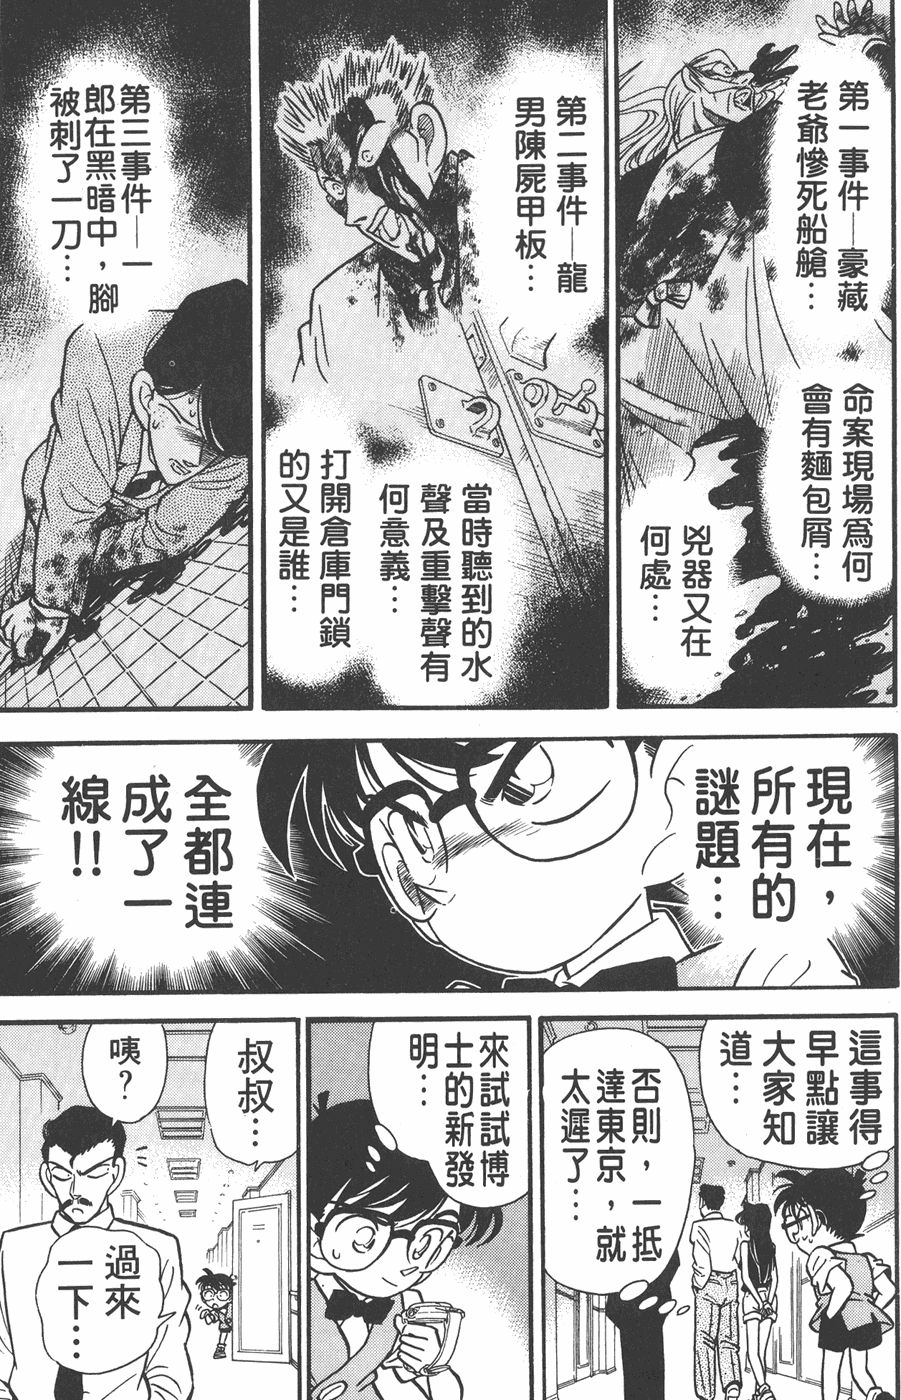 第一事件—豪藏
老爺慘死船艙…
命案現場為何
會有麵包屑…
兇器又在
何處…
第二事件—龍
男陳屍甲板…
當時聽到的水
聲及重擊聲有
何意義…
打開倉庫門鎖
的又是誰…
第三事件—一
郎在黑暗中，腳
被刺了一刀…
現在，
所有的
謎題…
全都連
成了一
線!!
這事得
早點讓
大家知
道…
否則，一抵
達東京，就
太遲了…
來試試博
士的新發
明…
叔叔…
咦？
過來
一下…